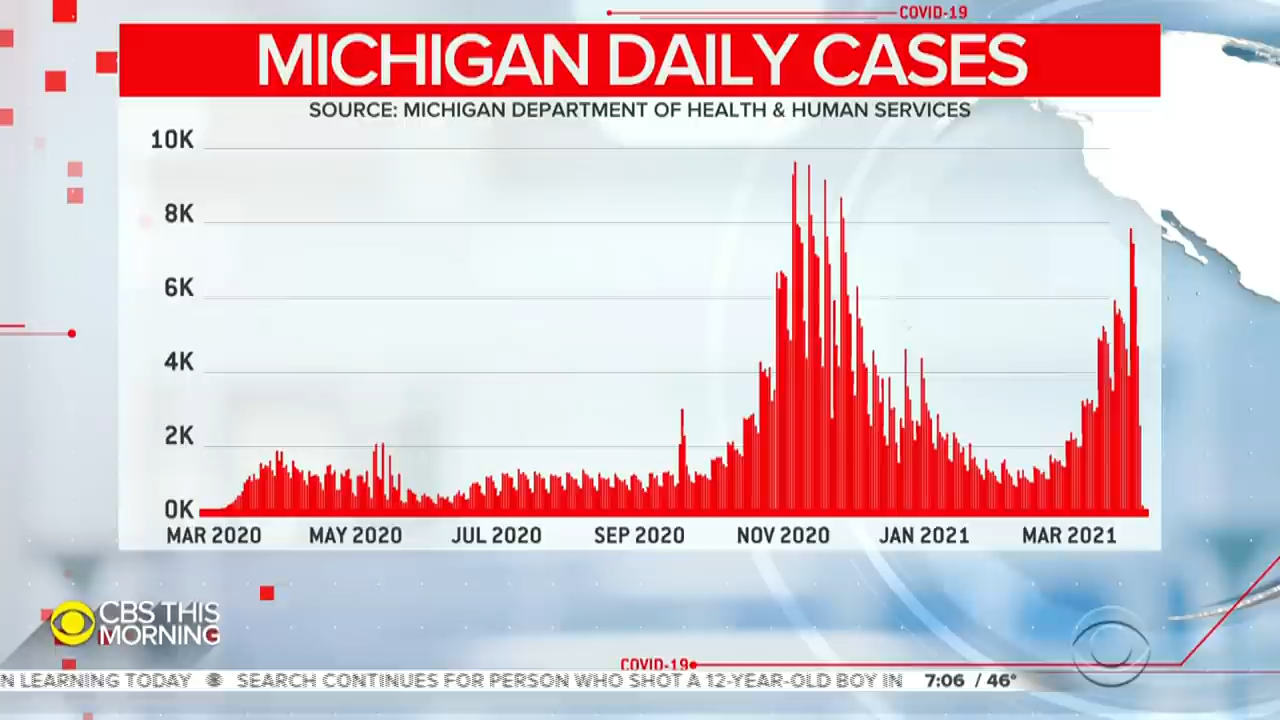 COVID-19
MICHIGAN DAILY CASES
SOURCE: MICHIGAN DEPARTMENT OF HEALTH & HUMAN SERVICES
10K
8K
6K
4K
2K
0K
MAR 2020 MAY 2020 JUL 2020 SEP 2020 NOV 2020 JAN 2021 MAR 2021
CBS THIS
MORNING
COVID-19
N LEARNING TODAY SEARCH CONTINUES FOR PERSON WHO SHOT A 12-YEAR-OLD BOY IN 7:06 / 46°